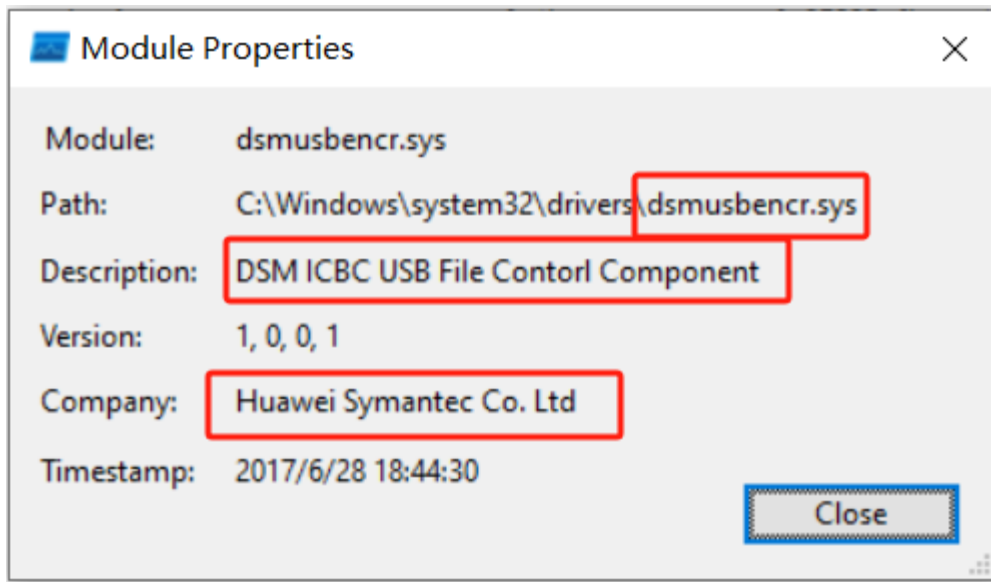 Module Properties
Module: dsmusbencr.sys
Path: C:\Windows\system32\drivers\dsmusbencr.sys
Description: DSM ICBC USB File Contorl Component
Version: 1, 0, 0, 1
Company: Huawei Symantec Co. Ltd
Timestamp: 2017/6/28 18:44:30
Close